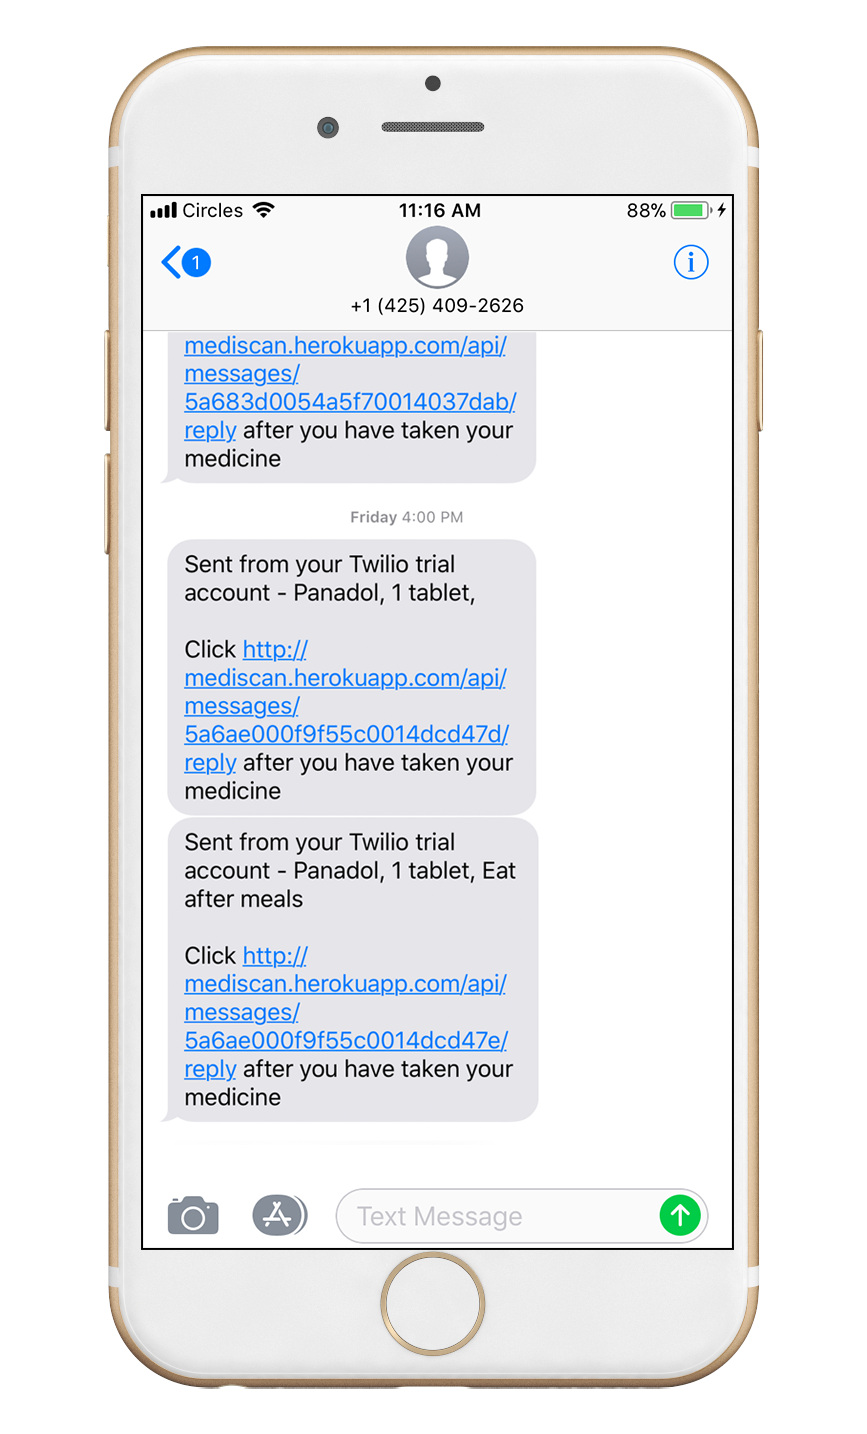 Circles 11:16 AM 88%
1
+1 (425) 409-2626
mediscan.herokuapp.com/api/
messages/
5a683d0054a5f70014037dab/
reply after you have taken your
medicine
Friday 4:00 PM
Sent from your Twilio trial
account - Panadol, 1 tablet,
Click http://
mediscan.herokuapp.com/api/
messages/
5a6ae000f9f55c0014dcd47d/
reply after you have taken your
medicine
Sent from your Twilio trial
account - Panadol, 1 tablet, Eat
after meals
Click http://
mediscan.herokuapp.com/api/
messages/
5a6ae000f9f55c0014dcd47e/
reply after you have taken your
medicine
Text Message